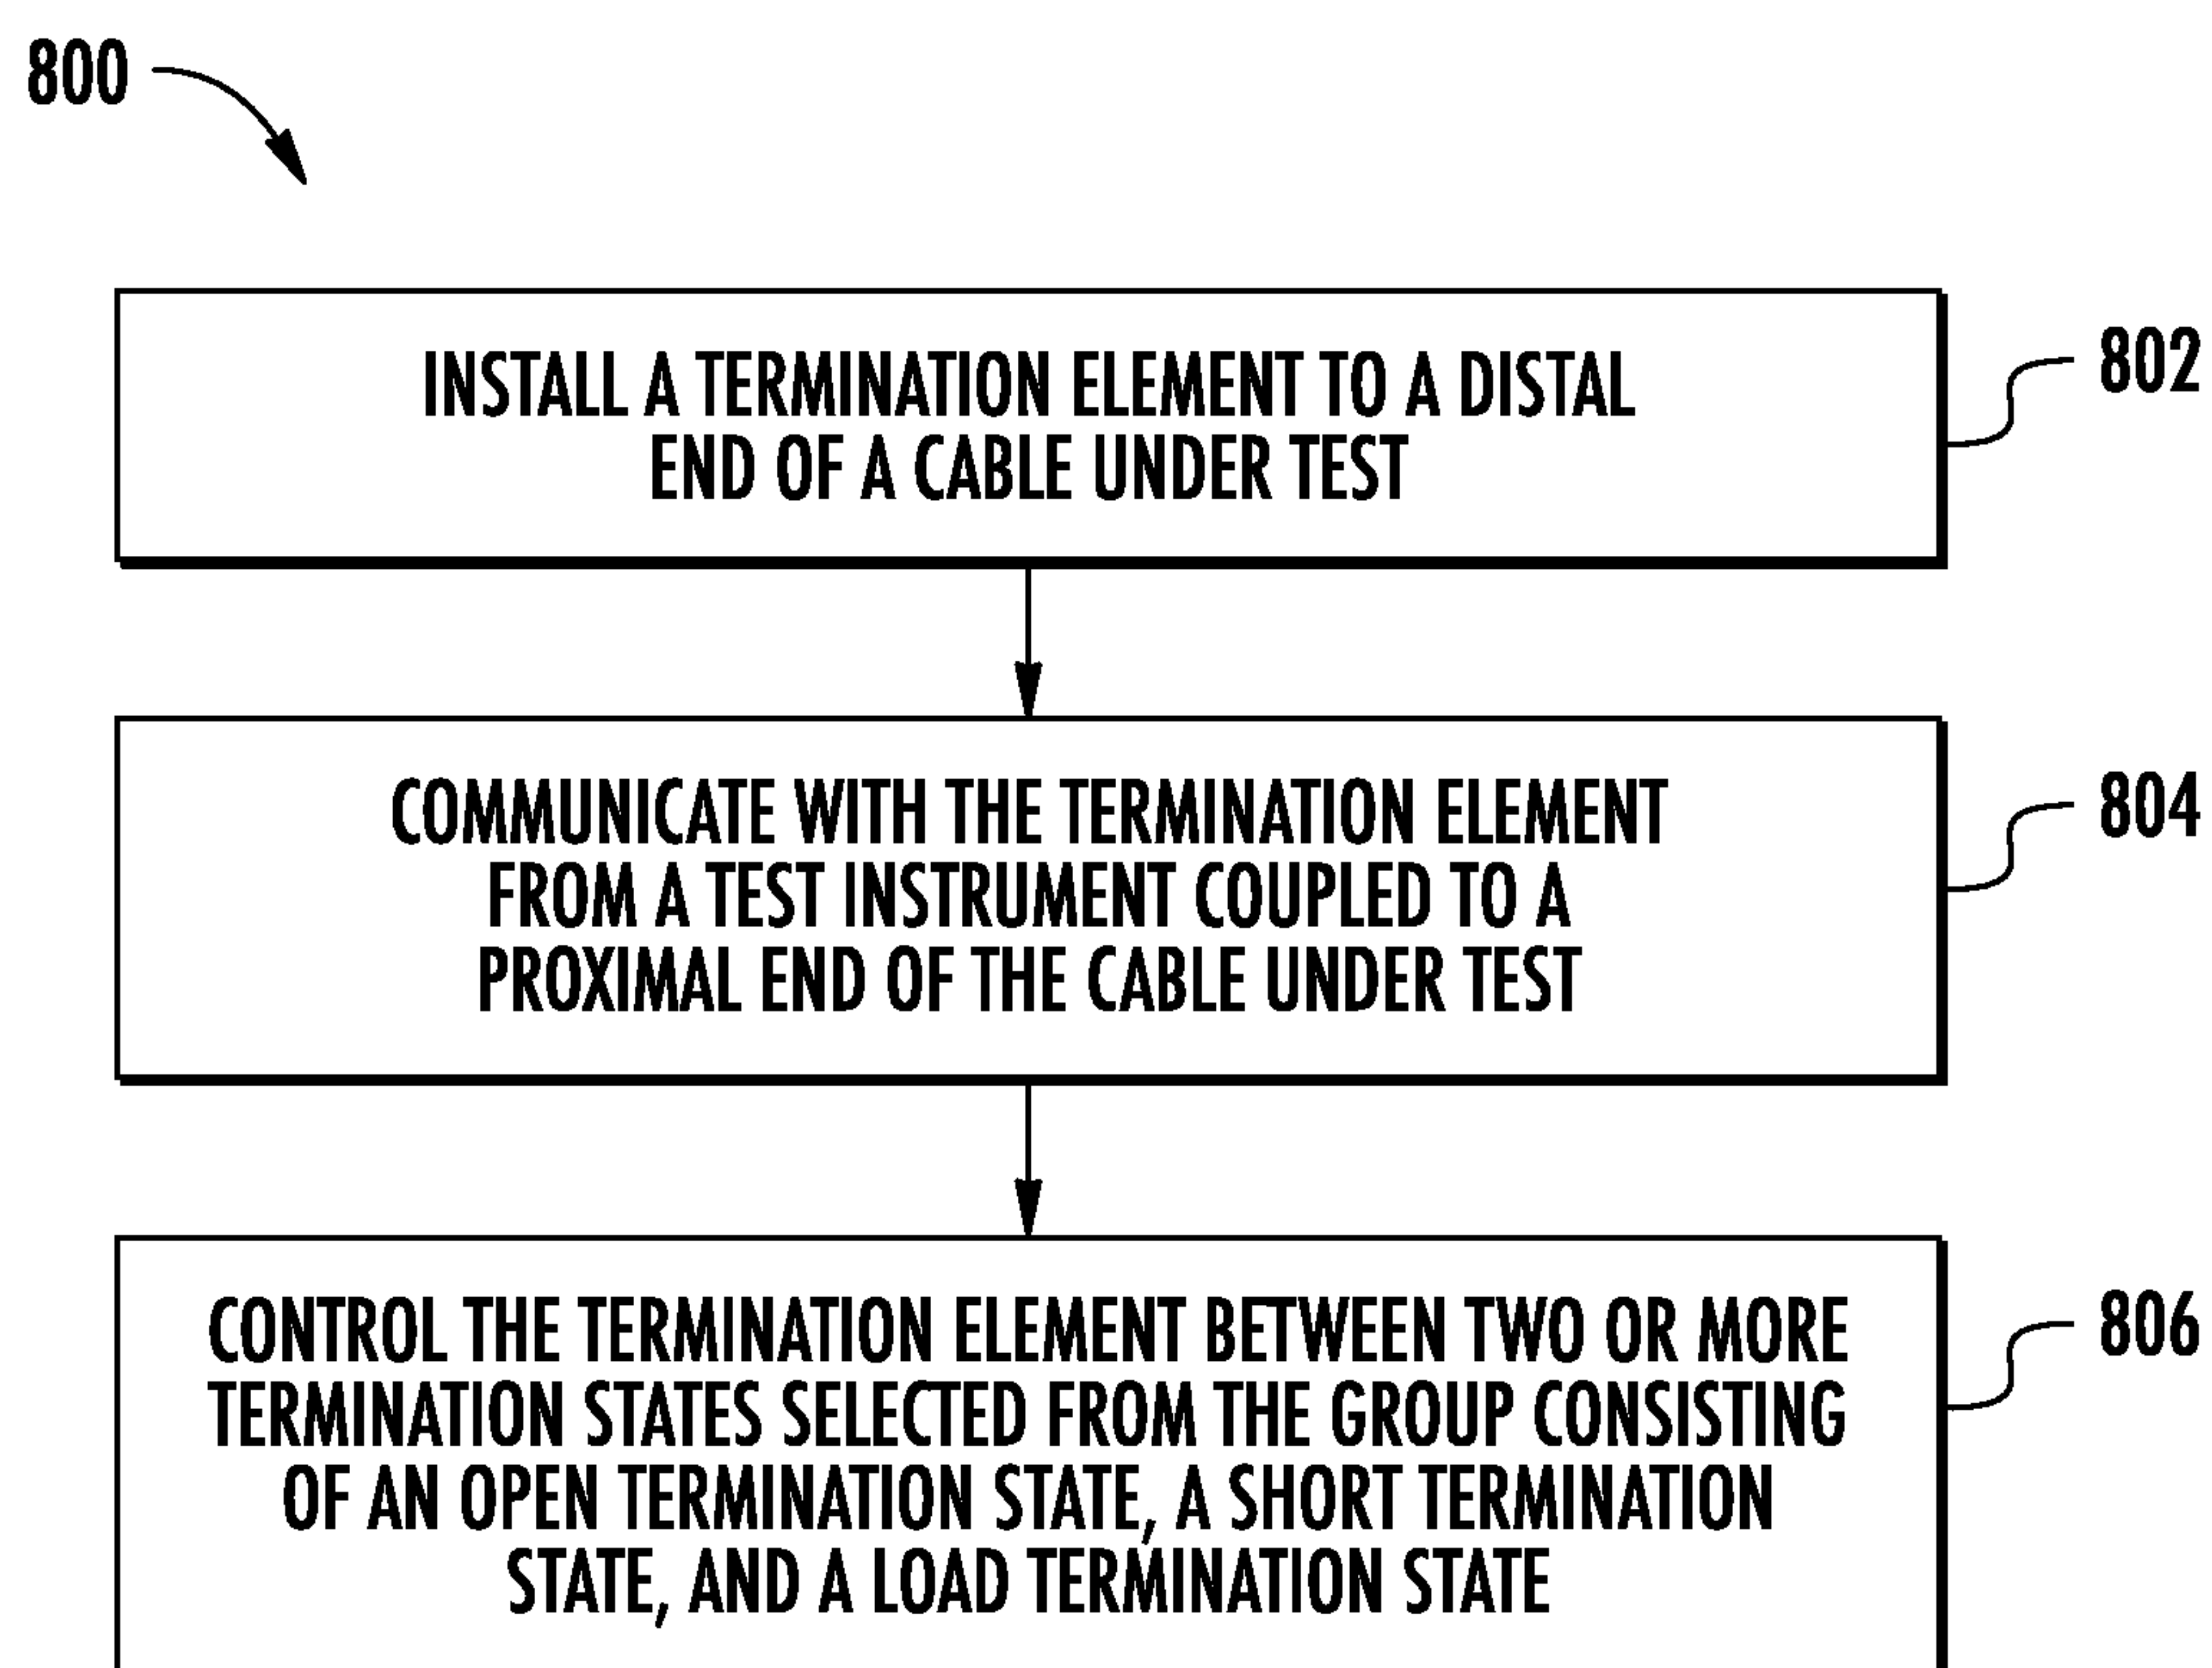 800
INSTALL A TERMINATION ELEMENT TO A DISTAL
END OF A CABLE UNDER TEST
802
COMMUNICATE WITH THE TERMINATION ELEMENT
FROM A TEST INSTRUMENT COUPLED TO A
PROXIMAL END OF THE CABLE UNDER TEST
804
CONTROL THE TERMINATION ELEMENT BETWEEN TWO OR MORE
TERMINATION STATES SELECTED FROM THE GROUP CONSISTING
OF AN OPEN TERMINATION STATE, A SHORT TERMINATION
STATE, AND A LOAD TERMINATION STATE
806